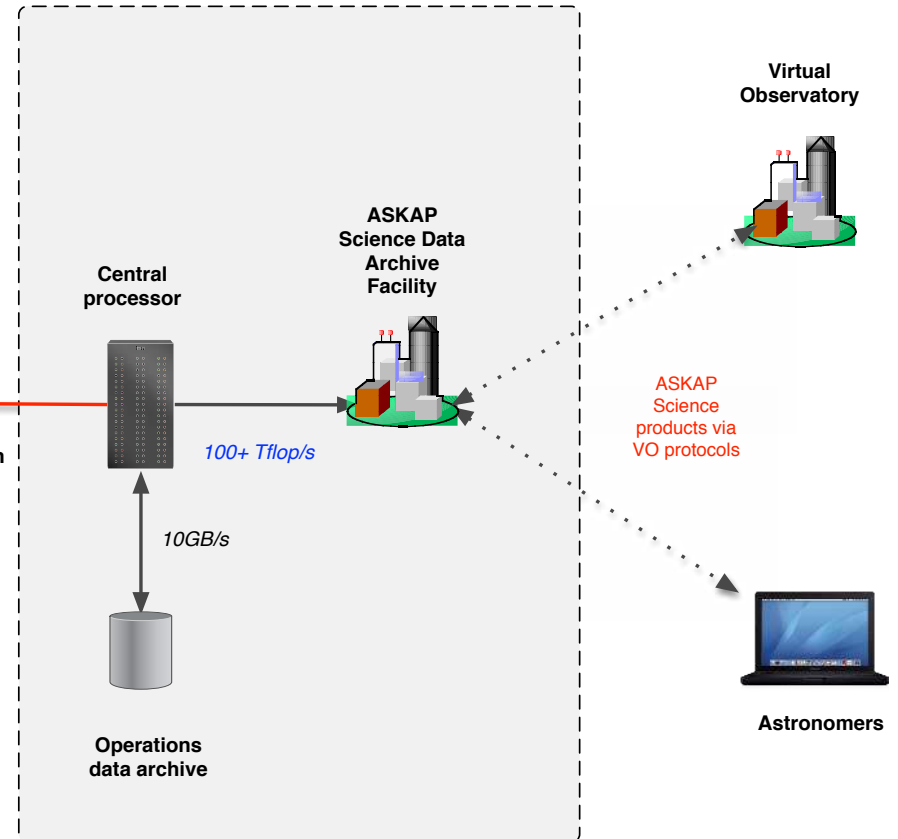 Virtual
Observatory
ASKAP
Science Data
Archive
Facility
Central
processor
ASKAP
Science
products via
VO protocols
100+ Tflop/s
n
10GB/s
Astronomers
Operations
data archive